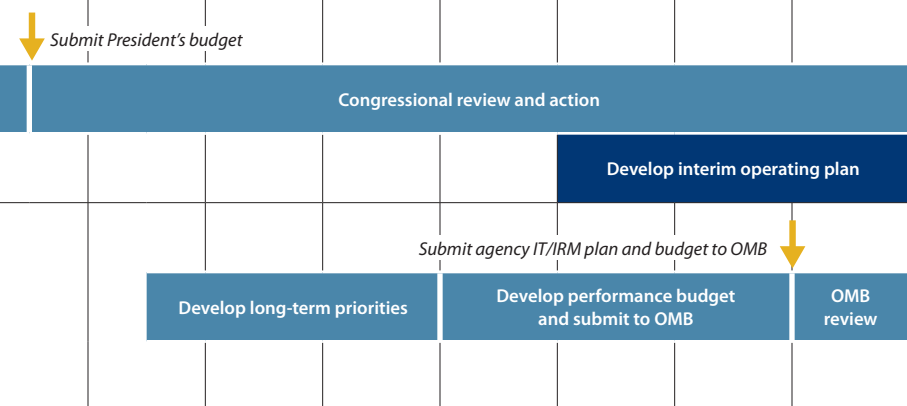 Submit President’s budget
Congressional review and action
Develop interim operating plan
Submit agency IT/IRM plan and budget to OMB
Develop long-term priorities
Develop performance budget
and submit to OMB
OMB
review